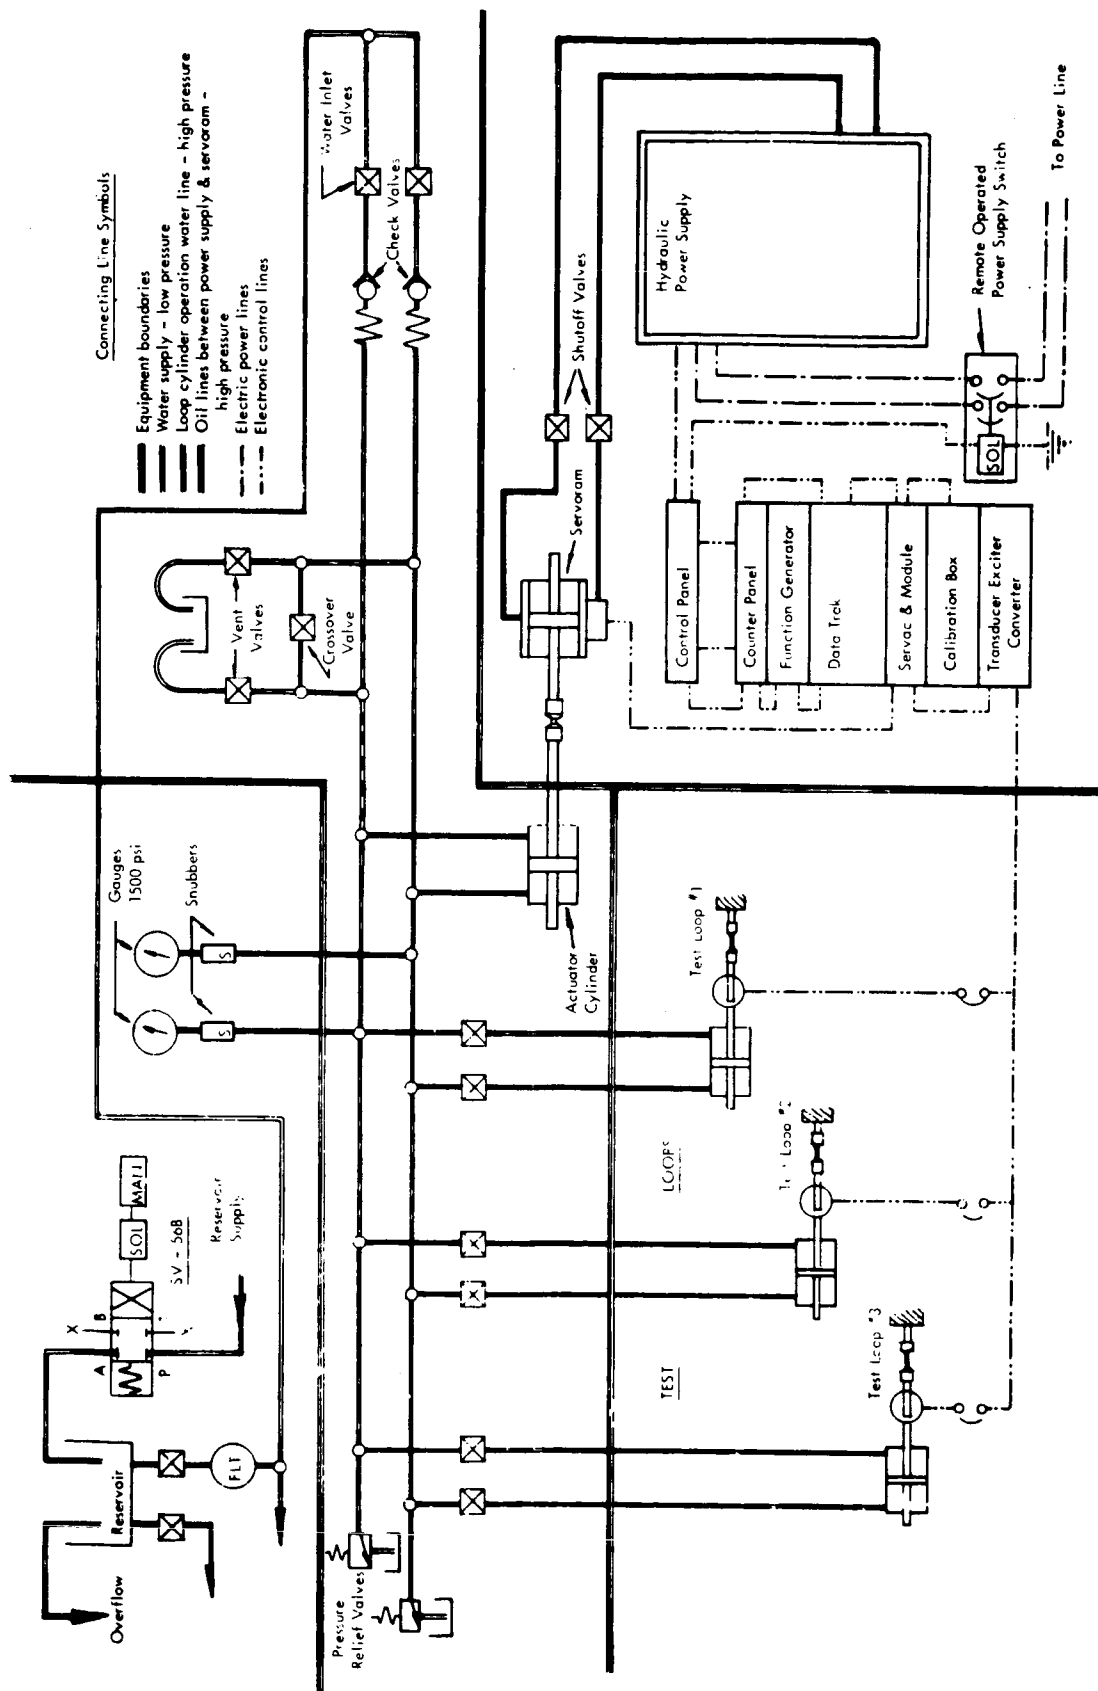 Connecting Line Symbols
Equipment boundaries
Water supply - low pressure
Loop cylinder operation water line - high pressure
Oil lines between power supply & servoram -
high pressure
Electric power lines
Electronic control lines
Water Inlet
Valves
Check Valves
Vent
Valves
Crossover
Valve
Gauges
1500 psi
Snubbers
S
S
MAN
SOL
SV - 56B
Reservoir
Supply
X
B
A
P
Reservoir
FLT
Overflow
Pressure
Relief Valves
Shutoff Valves
Servoram
Actuator
Cylinder
Hydraulic
Power Supply
Remote Operated
Power Supply Switch
To Power Line
SOL
Control Panel
Counter Panel
Function Generator
Data Trak
Servac & Module
Calibration Box
Transducer Exciter
Converter
Test Loop #1
Loop
Test Loop #3
TEST
LOOPS